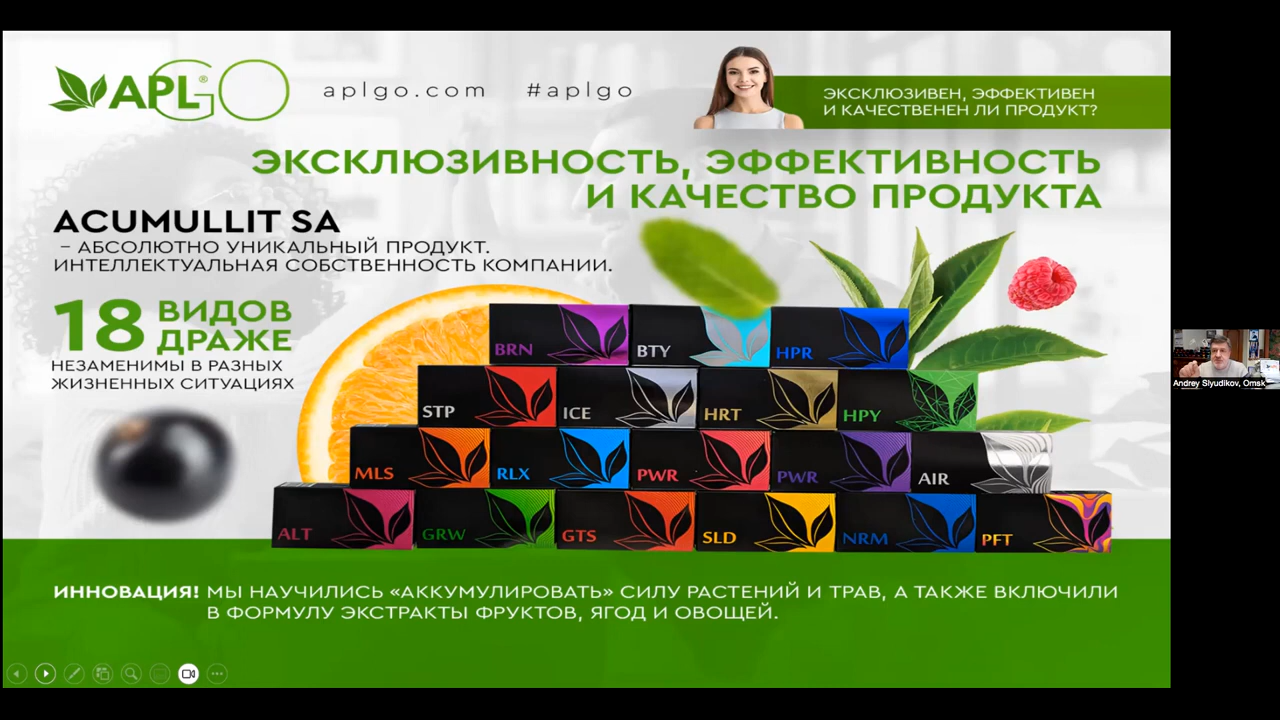 APL®GO
aplgo.com #aplgo
ЭКСКЛЮЗИВЕН, ЭФФЕКТИВЕН
И КАЧЕСТВЕНЕН ЛИ ПРОДУКТ?
ЭКСКЛЮЗИВНОСТЬ, ЭФФЕКТИВНОСТЬ
И КАЧЕСТВО ПРОДУКТА
ACUMULLIT SA
– АБСОЛЮТНО УНИКАЛЬНЫЙ ПРОДУКТ.
ИНТЕЛЛЕКТУАЛЬНАЯ СОБСТВЕННОСТЬ КОМПАНИИ.
18 ВИДОВ
ДРАЖЕ
НЕЗАМЕНИМЫ В РАЗНЫХ
ЖИЗНЕННЫХ СИТУАЦИЯХ
BRN BTY HPR
STP ICE HRT HPY
MLS RLX PWR PWR AIR
ALT GRW GTS SLD NRM PFT
ИННОВАЦИЯ! МЫ НАУЧИЛИСЬ «АККУМУЛИРОВАТЬ» СИЛУ РАСТЕНИЙ И ТРАВ, А ТАКЖЕ ВКЛЮЧИЛИ
В ФОРМУЛУ ЭКСТРАКТЫ ФРУКТОВ, ЯГОД И ОВОЩЕЙ.
Andrey Slyudikov, Omsk